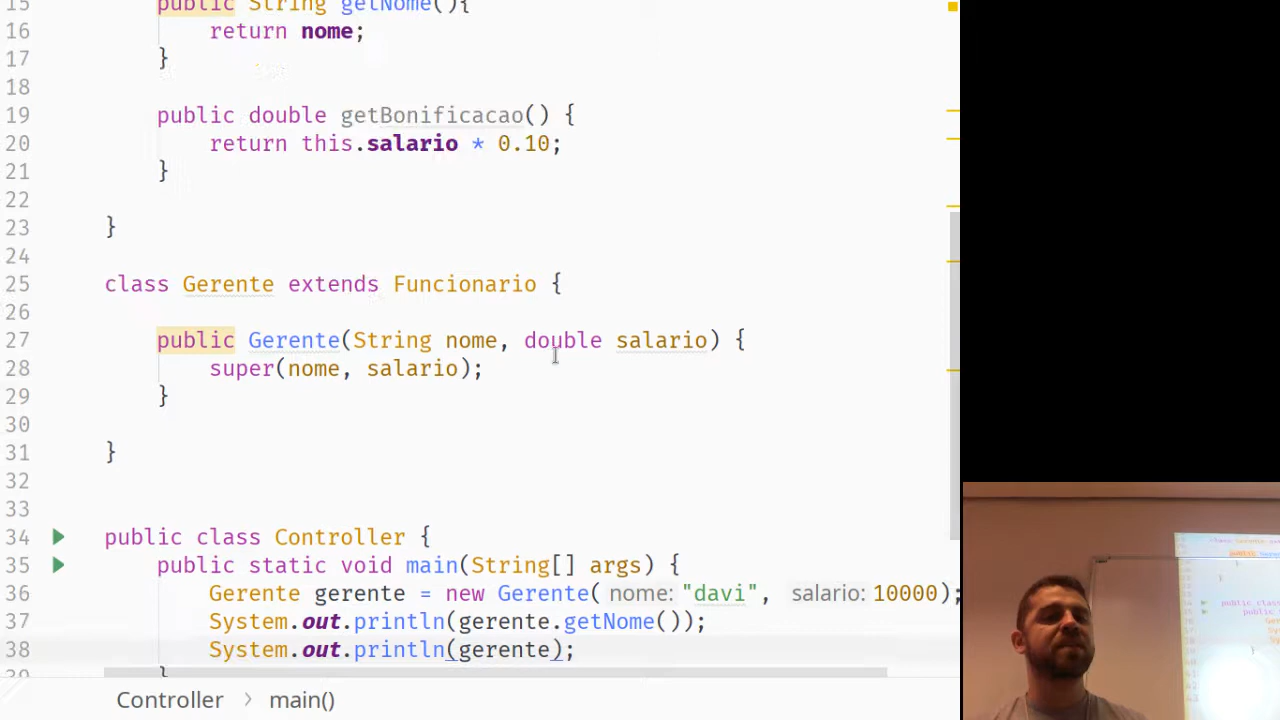 15 public String getNome(){
16 return nome;
17 }
18
19 public double getBonificacao() {
20 return this.salario * 0.10;
21 }
22
23 }
24
25 class Gerente extends Funcionario {
26
27 public Gerente(String nome, double salario) {
28 super(nome, salario);
29 }
30
31 }
32
33
34 public class Controller {
35 public static void main(String[] args) {
36 Gerente gerente = new Gerente( nome: "davi", salario: 10000);
37 System.out.println(gerente.getNome());
38 System.out.println(gerente);
39 }
Controller > main()